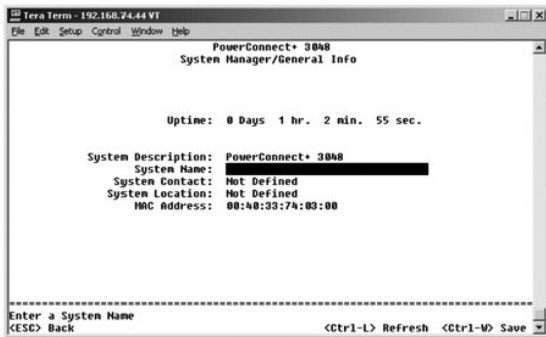 Tera Term - 192.168.74.44 VT
File Edit Setup Control Window Help
PowerConnect+ 3048
System Manager/General Info
Uptime: 0 Days 1 hr. 2 min. 55 sec.
System Description: PowerConnect+ 3048
System Name:
System Contact: Not Defined
System Location: Not Defined
MAC Address: 00:40:33:74:03:00
Enter a System Name
<ESC> Back <Ctrl-L> Refresh <Ctrl-W> Save